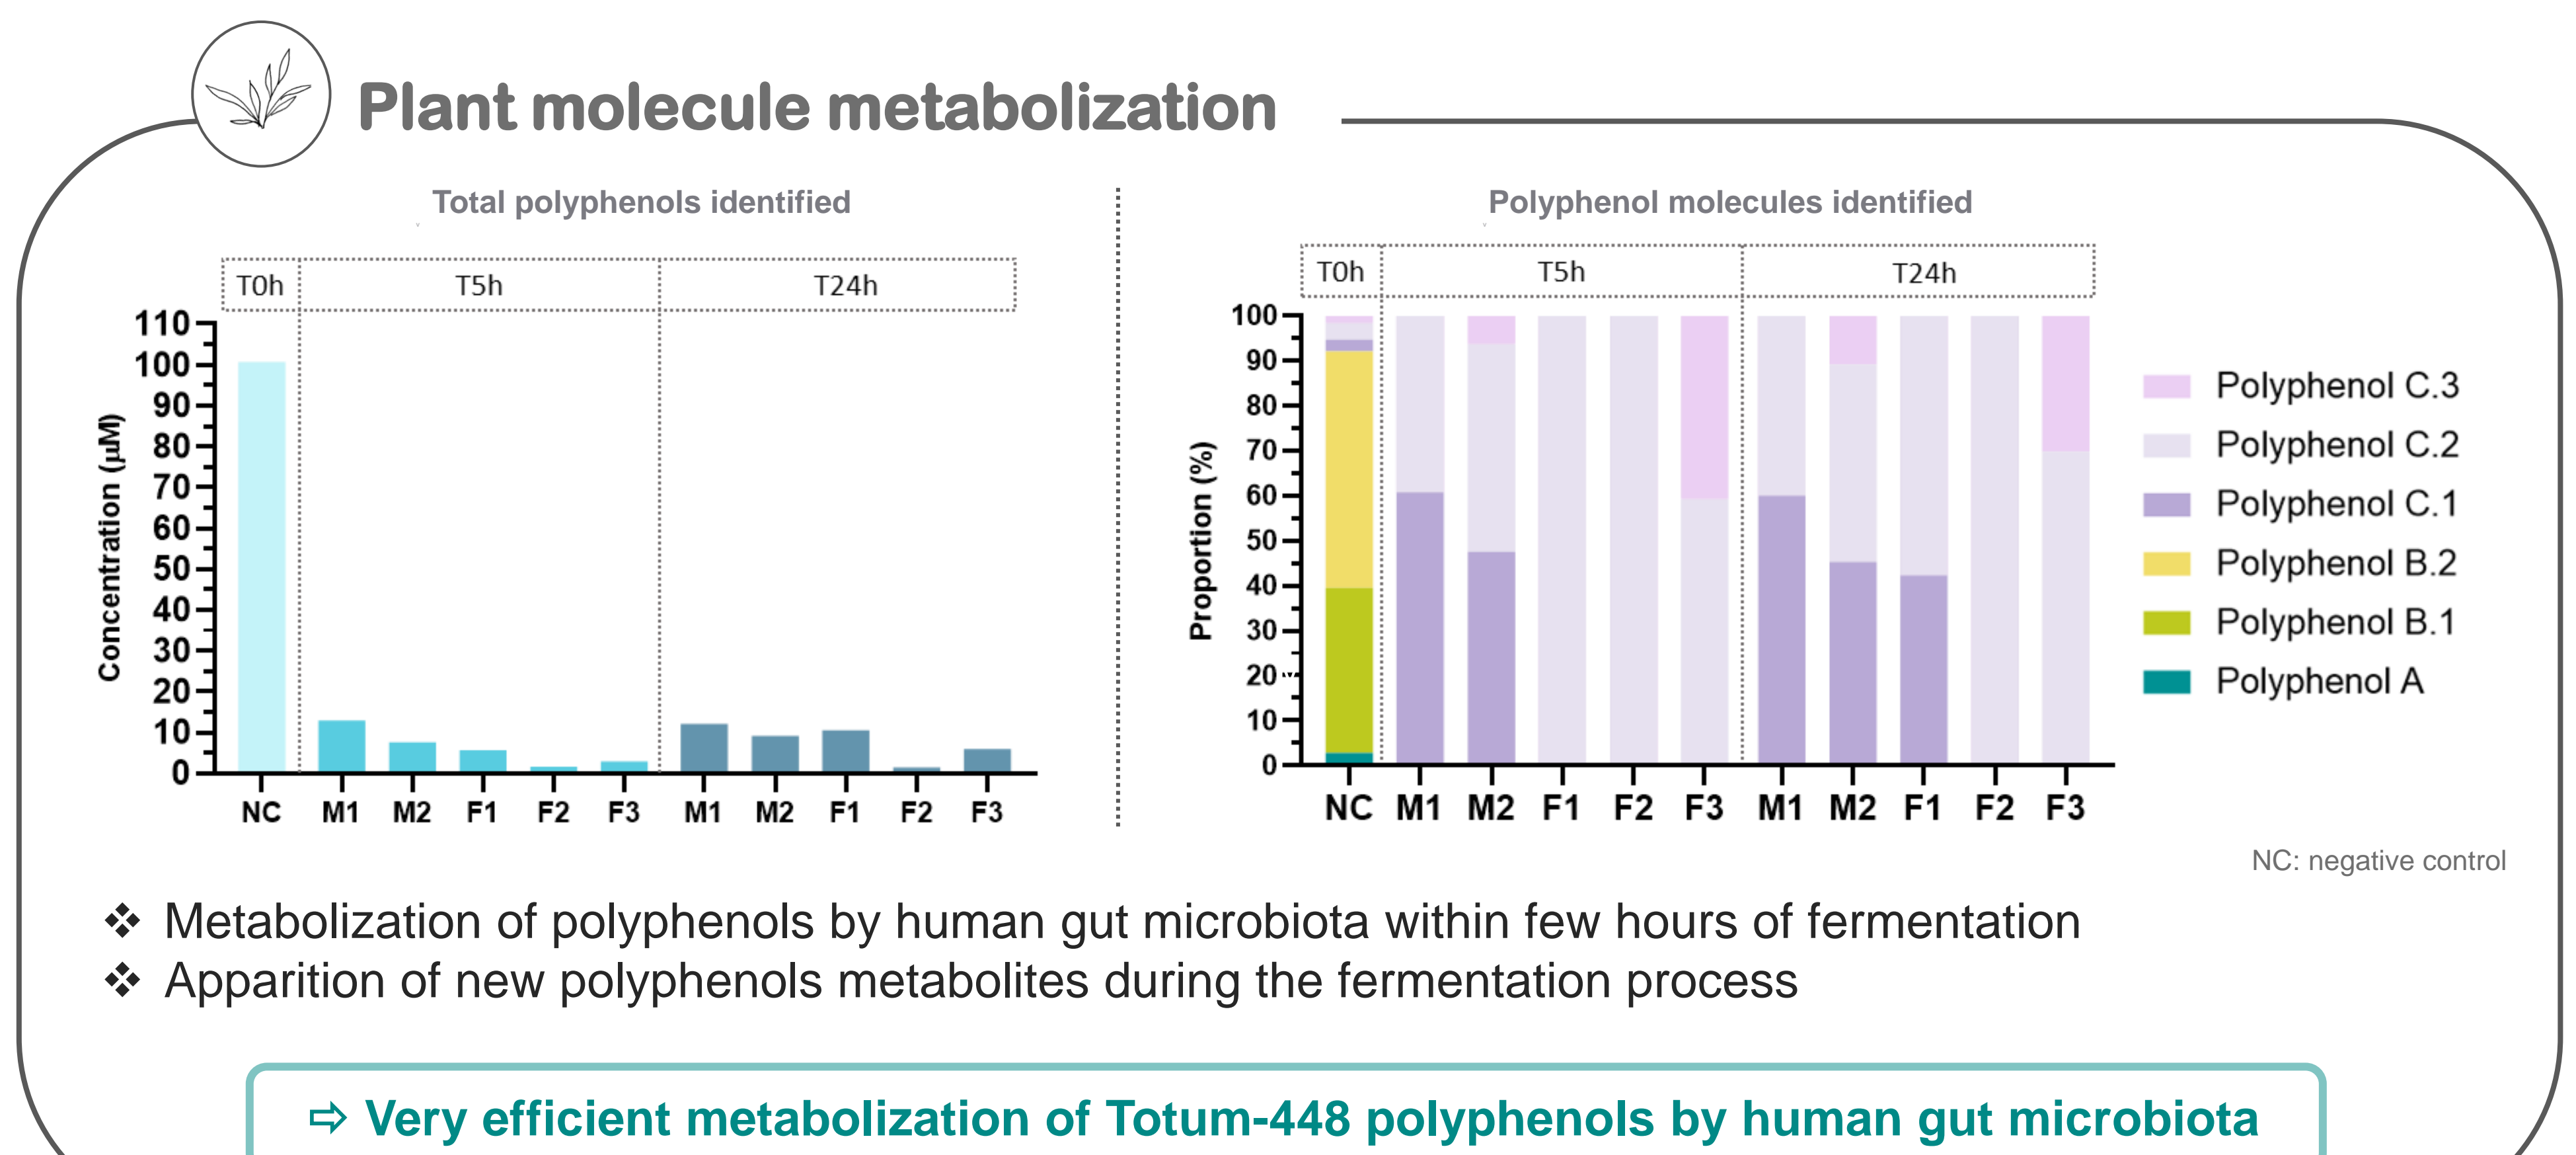 Plant molecule metabolization
Total polyphenols identified
T0h T5h T24h
110
100
90
80
70
60
50
40
30
20
10
0
Concentration (µM)
NC M1 M2 F1 F2 F3 M1 M2 F1 F2 F3
Polyphenol molecules identified
T0h T5h T24h
100
90
80
70
60
50
40
30
20
10
0
Proportion (%)
NC M1 M2 F1 F2 F3 M1 M2 F1 F2 F3
Polyphenol C.3
Polyphenol C.2
Polyphenol C.1
Polyphenol B.2
Polyphenol B.1
Polyphenol A
NC: negative control
❖ Metabolization of polyphenols by human gut microbiota within few hours of fermentation
❖ Apparition of new polyphenols metabolites during the fermentation process
⇨ Very efficient metabolization of Totum-448 polyphenols by human gut microbiota